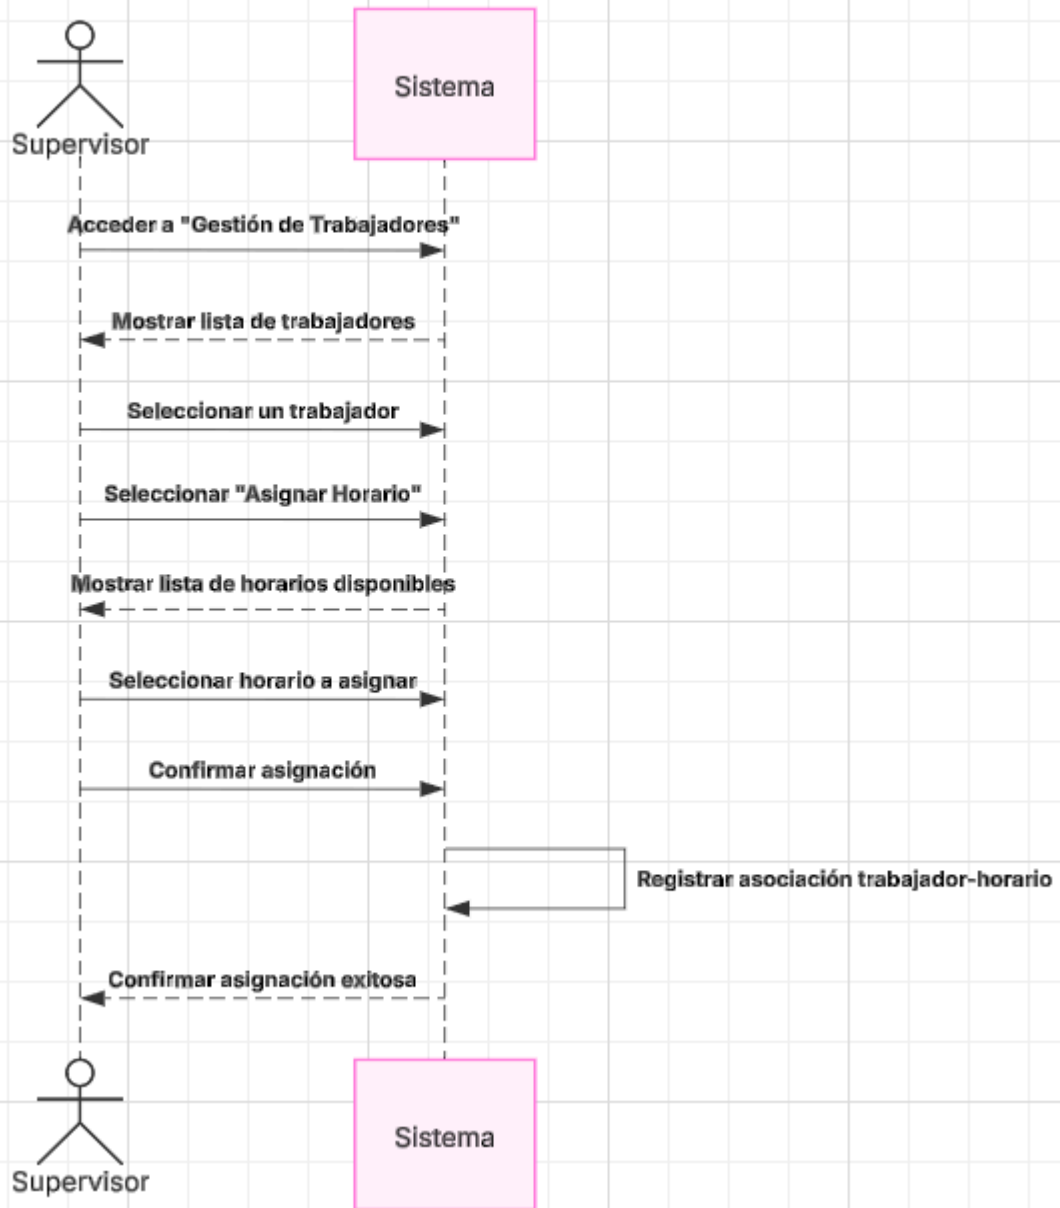 Sistema
Supervisor
Acceder a "Gestión de Trabajadores"
Mostrar lista de trabajadores
Seleccionar un trabajador
Seleccionar "Asignar Horario"
Mostrar lista de horarios disponibles
Seleccionar horario a asignar
Confirmar asignación
Registrar asociación trabajador-horario
Confirmar asignación exitosa
Sistema
Supervisor